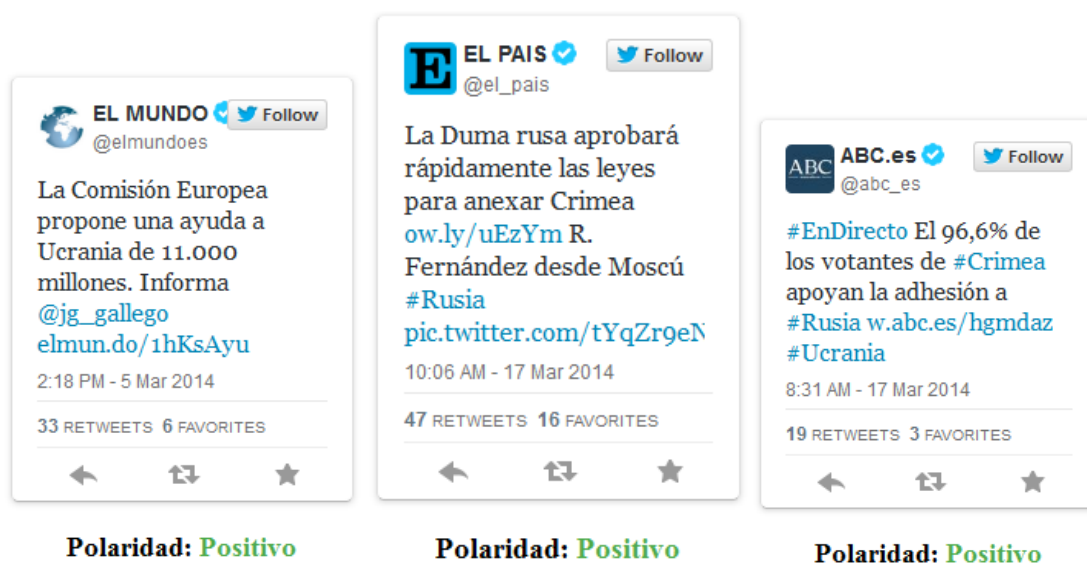 EL MUNDO
Follow
@elmundoes
La Comisión Europea
propone una ayuda a
Ucrania de 11.000
millones. Informa
@jg_gallego
elmun.do/1hKsAyu
2:18 PM - 5 Mar 2014
33 RETWEETS 6 FAVORITES
Polaridad: Positivo
E
EL PAIS
Follow
@el_pais
La Duma rusa aprobará
rápidamente las leyes
para anexar Crimea
ow.ly/uEzYm R.
Fernández desde Moscú
#Rusia
pic.twitter.com/tYqZr9eN
10:06 AM - 17 Mar 2014
47 RETWEETS 16 FAVORITES
Polaridad: Positivo
ABC
ABC.es
Follow
@abc_es
#EnDirecto El 96,6% de
los votantes de #Crimea
apoyan la adhesión a
#Rusia w.abc.es/hgmdaz
#Ucrania
8:31 AM - 17 Mar 2014
19 RETWEETS 3 FAVORITES
Polaridad: Positivo